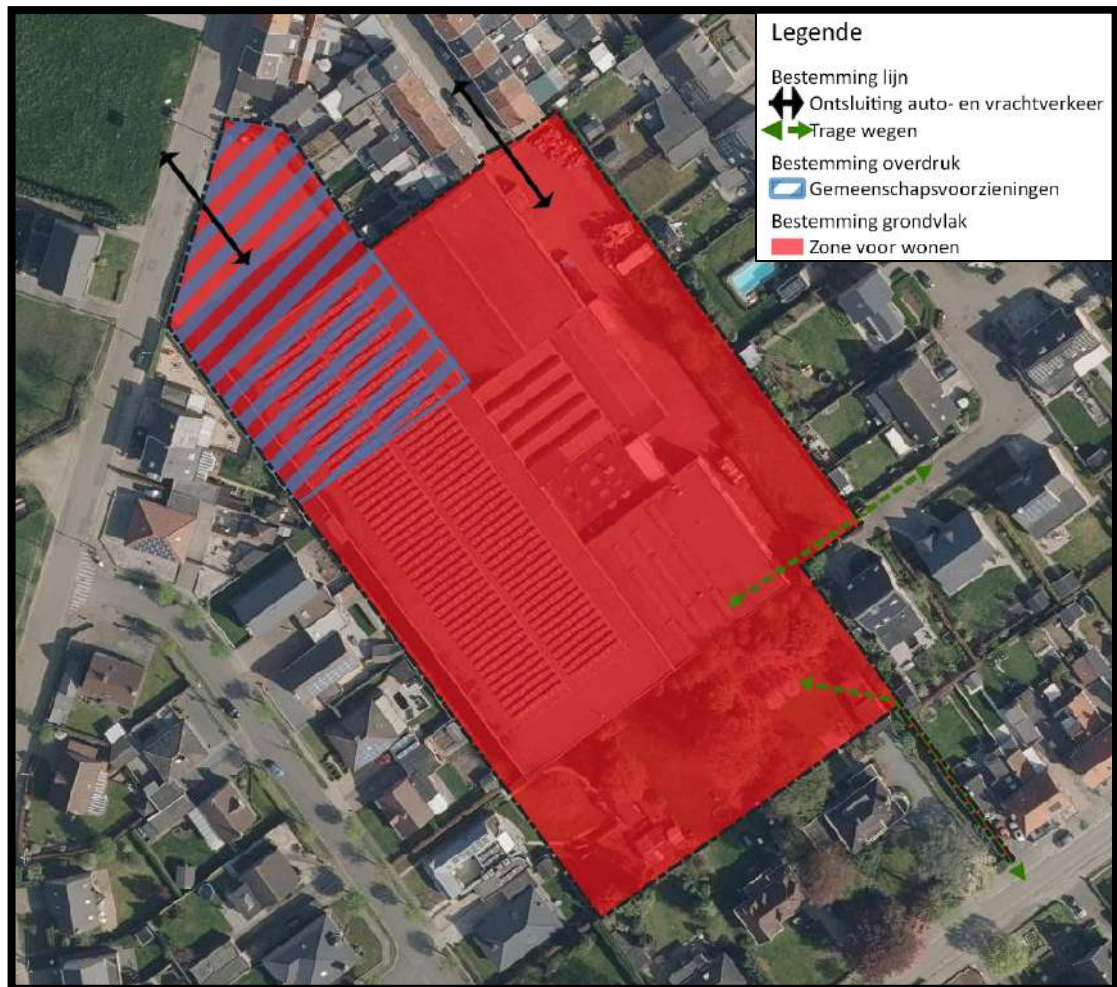 Legende
Bestemming lijn
Ontsluiting auto- en vrachtverkeer
Trage wegen
Bestemming overdruk
Gemeenschapsvoorzieningen
Bestemming grondvlak
Zone voor wonen